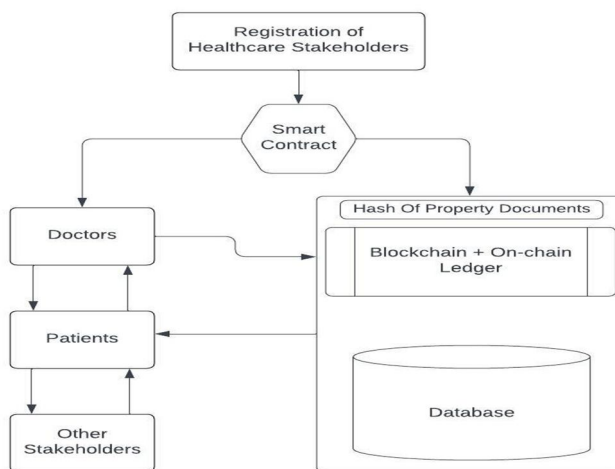 Registration of
Healthcare Stakeholders
Smart
Contract
Hash Of Property Documents
Doctors
Blockchain + On-chain
Ledger
Patients
Database
Other
Stakeholders